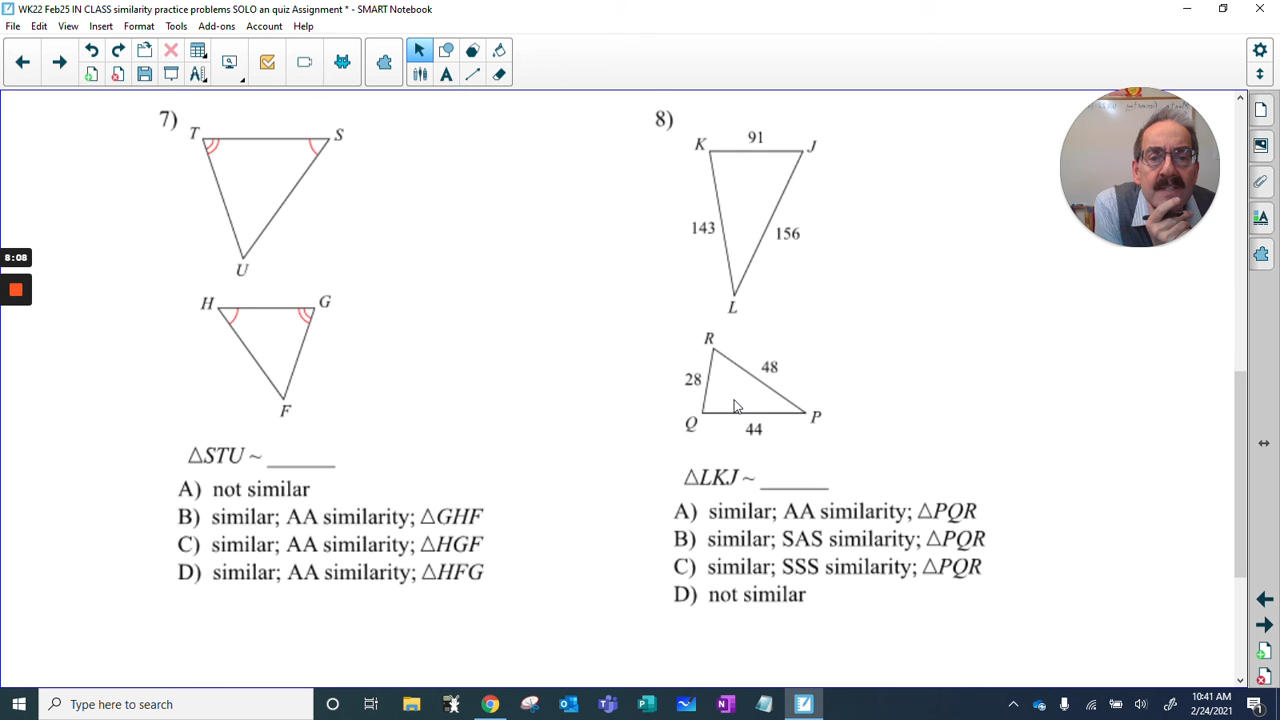 WK22 Feb25 IN CLASS similarity practice problems SOLO an quiz Assignment * - SMART Notebook
File Edit View Insert Format Tools Add-ons Account Help
7)
T
S
U
H
G
F
△STU ~ ______
A) not similar
B) similar; AA similarity; △GHF
C) similar; AA similarity; △HGF
D) similar; AA similarity; △HFG
8)
91
K
J
143
156
L
R
48
28
Q
P
44
△LKJ ~ ______
A) similar; AA similarity; △PQR
B) similar; SAS similarity; △PQR
C) similar; SSS similarity; △PQR
D) not similar
8:08
Type here to search
10:41 AM
2/24/2021